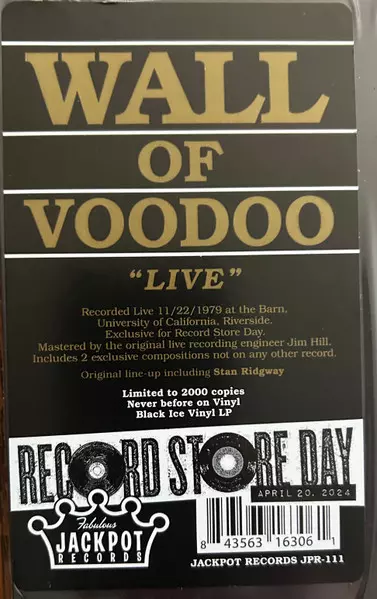 WALL
OF
VOODOO
"LIVE"
Recorded Live 11/22/1979 at the Barn,
University of California, Riverside.
Exclusive for Record Store Day.
Mastered by the original live recording engineer Jim Hill.
Includes 2 exclusive compositions not on any other record.
Original line-up including Stan Ridgway
Limited to 2000 copies
Never before on Vinyl
Black Ice Vinyl LP
RECORD STORE DAY
APRIL 20. 2024
Fabulous
JACKPOT
RECORDS
8 43563 16306 1
JACKPOT RECORDS JPR-111